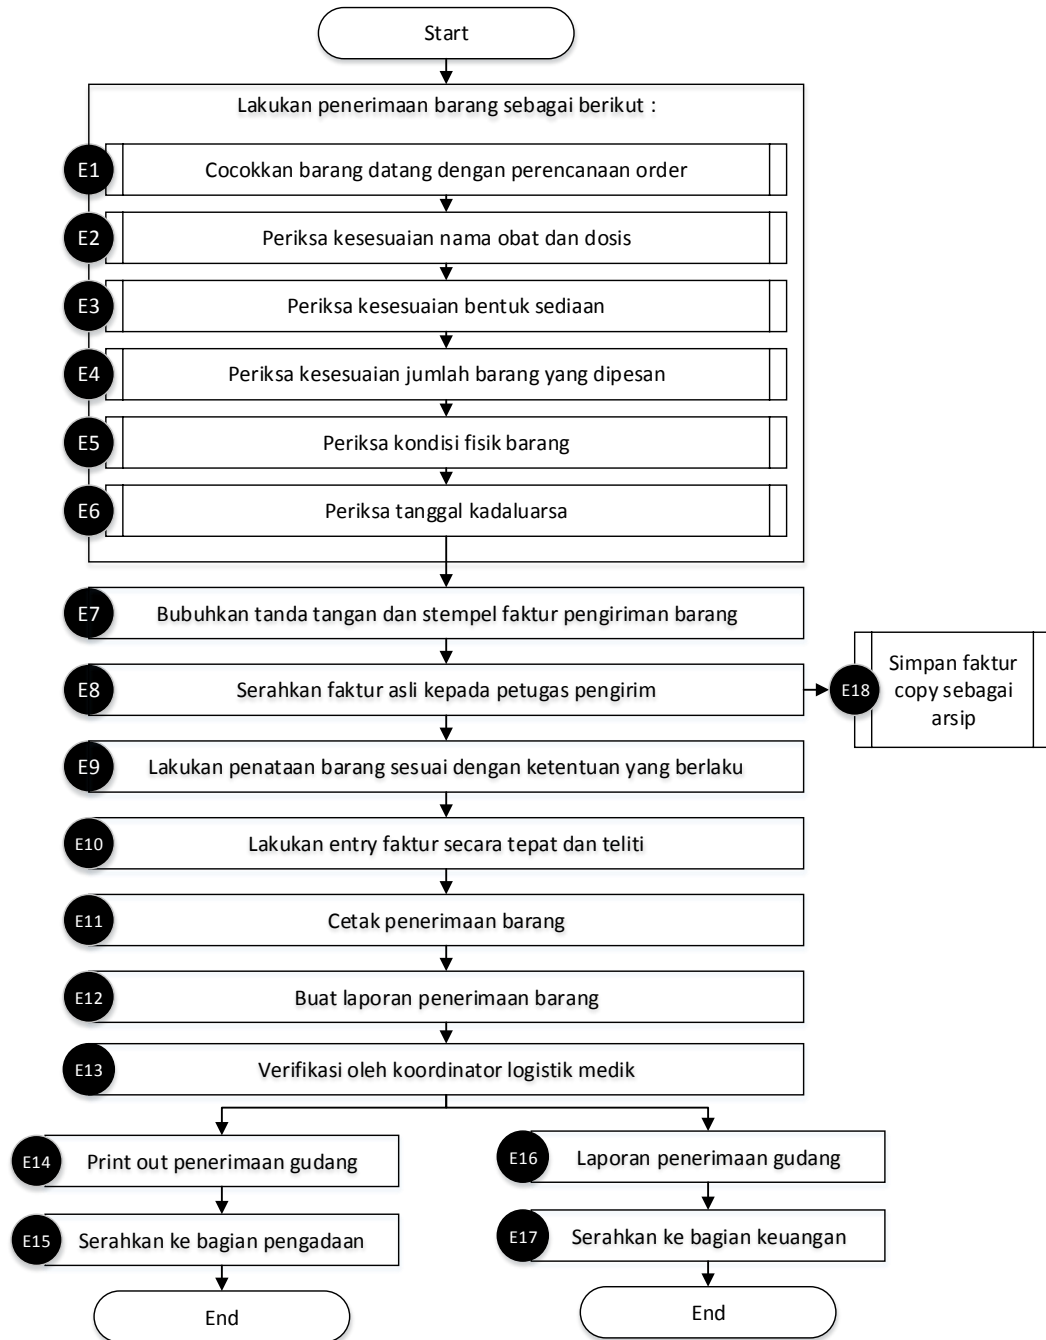 Start
Lakukan penerimaan barang sebagai berikut :
E1 Cocokkan barang datang dengan perencanaan order
E2 Periksa kesesuaian nama obat dan dosis
E3 Periksa kesesuaian bentuk sediaan
E4 Periksa kesesuaian jumlah barang yang dipesan
E5 Periksa kondisi fisik barang
E6 Periksa tanggal kadaluarsa
E7 Bubuhkan tanda tangan dan stempel faktur pengiriman barang
E8 Serahkan faktur asli kepada petugas pengirim
E18 Simpan faktur
copy sebagai
arsip
E9 Lakukan penataan barang sesuai dengan ketentuan yang berlaku
E10 Lakukan entry faktur secara tepat dan teliti
E11 Cetak penerimaan barang
E12 Buat laporan penerimaan barang
E13 Verifikasi oleh koordinator logistik medik
E14 Print out penerimaan gudang
E15 Serahkan ke bagian pengadaan
End
E16 Laporan penerimaan gudang
E17 Serahkan ke bagian keuangan
End